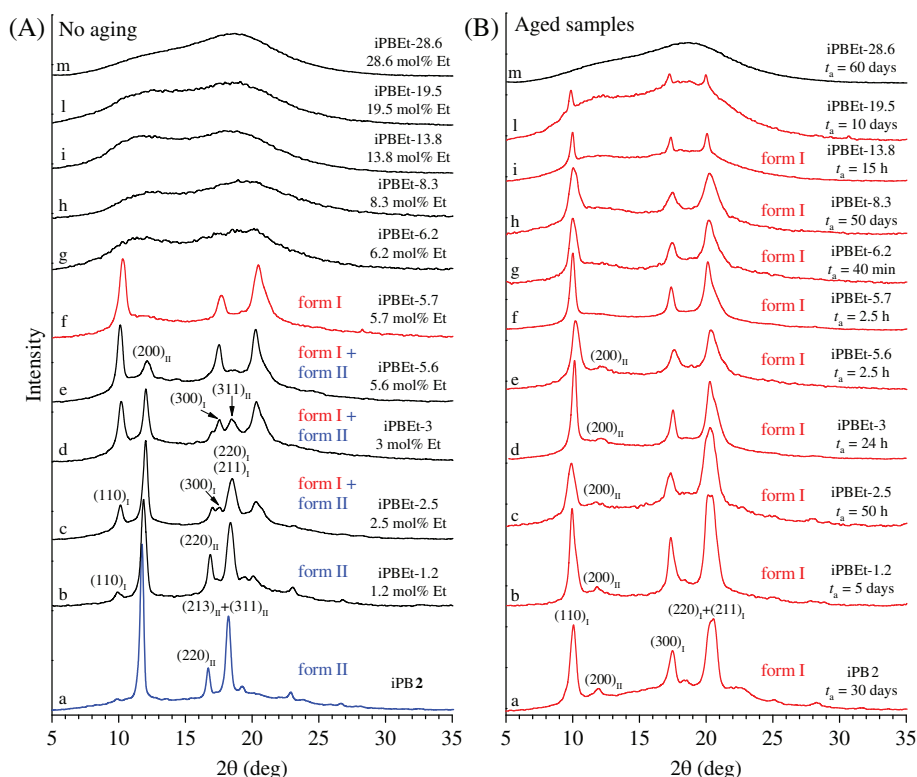 (A)
No aging
iPBEt-28.6
28.6 mol% Et
m
iPBEt-19.5
19.5 mol% Et
l
iPBEt-13.8
13.8 mol% Et
i
iPBEt-8.3
8.3 mol% Et
h
iPBEt-6.2
6.2 mol% Et
g
form I
iPBEt-5.7
5.7 mol% Et
f
(200)II
form I +
form II
iPBEt-5.6
5.6 mol% Et
e
(300)I
(311)II
form I +
form II
iPBEt-3
3 mol% Et
d
(220)I
(211)I
(110)I
(300)I
form I +
form II
iPBEt-2.5
2.5 mol% Et
c
(220)II
(110)I
form II
iPBEt-1.2
1.2 mol% Et
b
(213)II+(311)II
(220)II
form II
iPB2
a
Intensity
5 10 15 20 25 30 35
2θ (deg)
(B)
Aged samples
iPBEt-28.6
ta = 60 days
m
iPBEt-19.5
ta = 10 days
l
form I
iPBEt-13.8
ta = 15 h
i
form I
iPBEt-8.3
ta = 50 days
h
form I
iPBEt-6.2
ta = 40 min
g
form I
iPBEt-5.7
ta = 2.5 h
f
(200)II
form I
iPBEt-5.6
ta = 2.5 h
e
(200)II
form I
iPBEt-3
ta = 24 h
d
(200)II
form I
iPBEt-2.5
ta = 50 h
c
(200)II
form I
iPBEt-1.2
ta = 5 days
b
(110)I
(220)I+(211)I
(300)I
(200)II
form I
iPB2
ta = 30 days
a
5 10 15 20 25 30 35
2θ (deg)